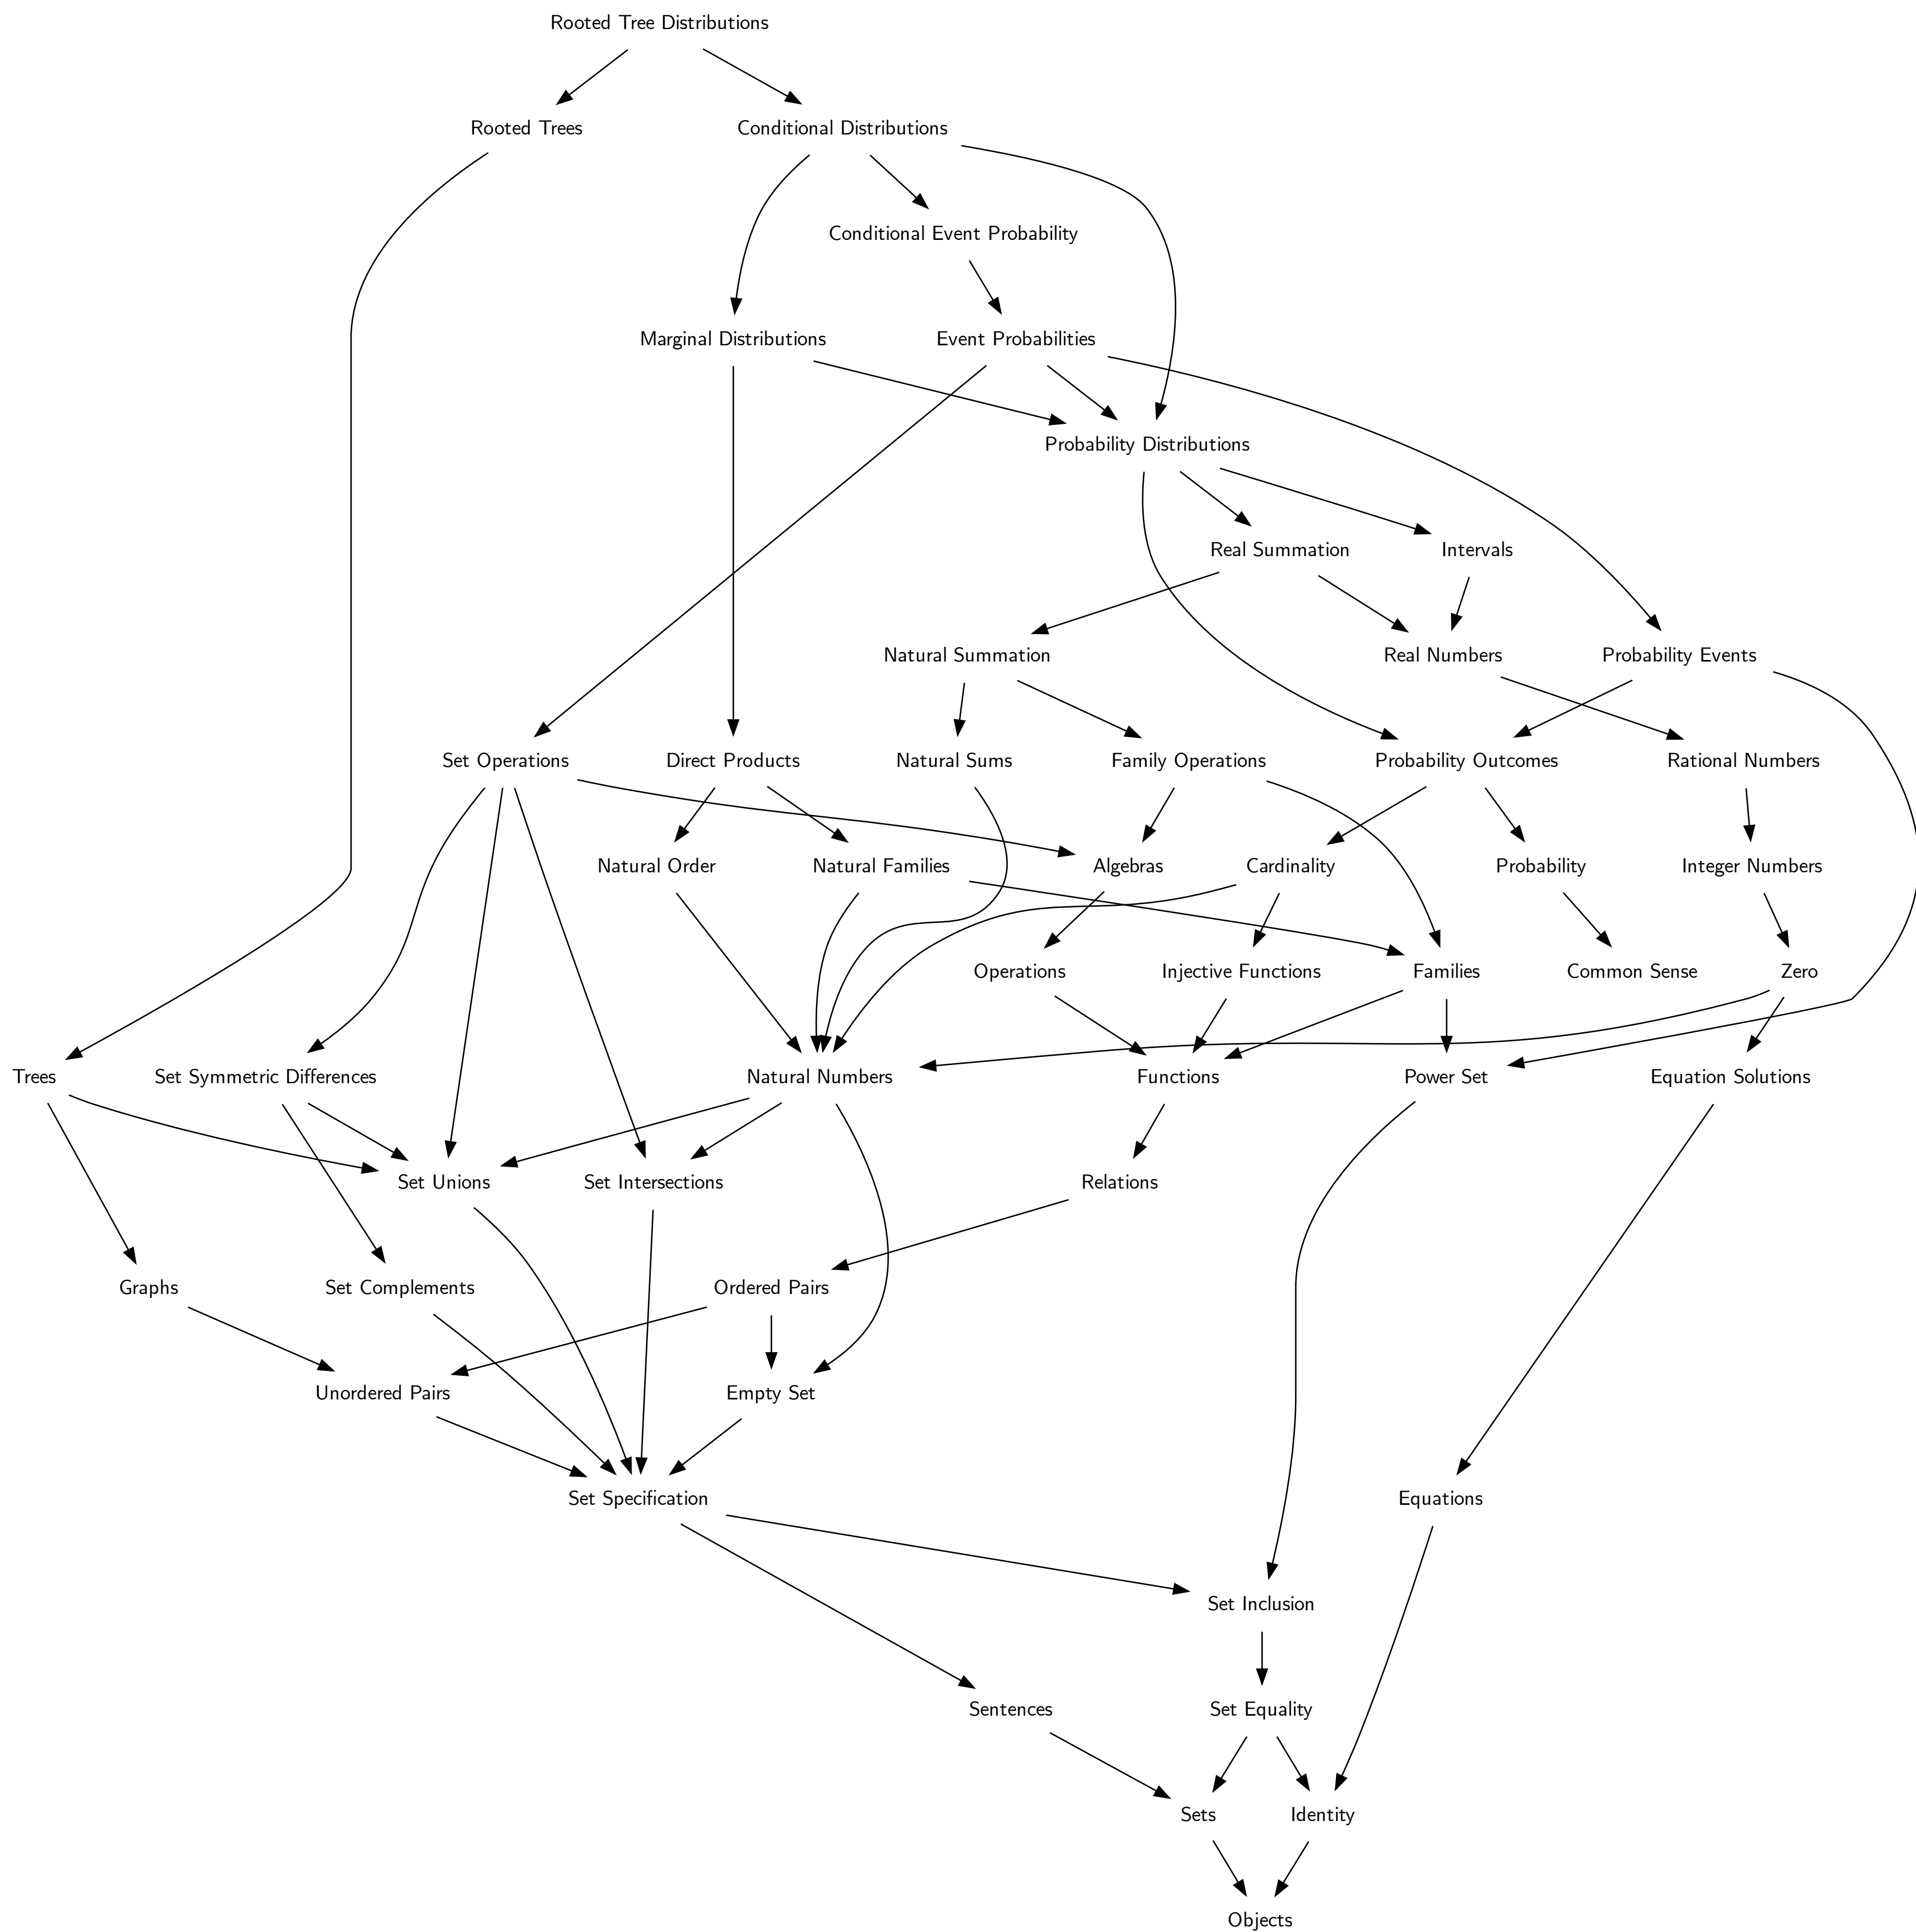 Rooted Tree Distributions
Rooted Trees
Conditional Distributions
Conditional Event Probability
Marginal Distributions
Event Probabilities
Probability Distributions
Real Summation
Intervals
Natural Summation
Real Numbers
Probability Events
Set Operations
Direct Products
Natural Sums
Family Operations
Probability Outcomes
Rational Numbers
Natural Order
Natural Families
Algebras
Cardinality
Probability
Integer Numbers
Operations
Injective Functions
Families
Common Sense
Zero
Trees
Set Symmetric Differences
Natural Numbers
Functions
Power Set
Equation Solutions
Set Unions
Set Intersections
Relations
Graphs
Set Complements
Ordered Pairs
Unordered Pairs
Empty Set
Set Specification
Equations
Set Inclusion
Sentences
Set Equality
Sets
Identity
Objects